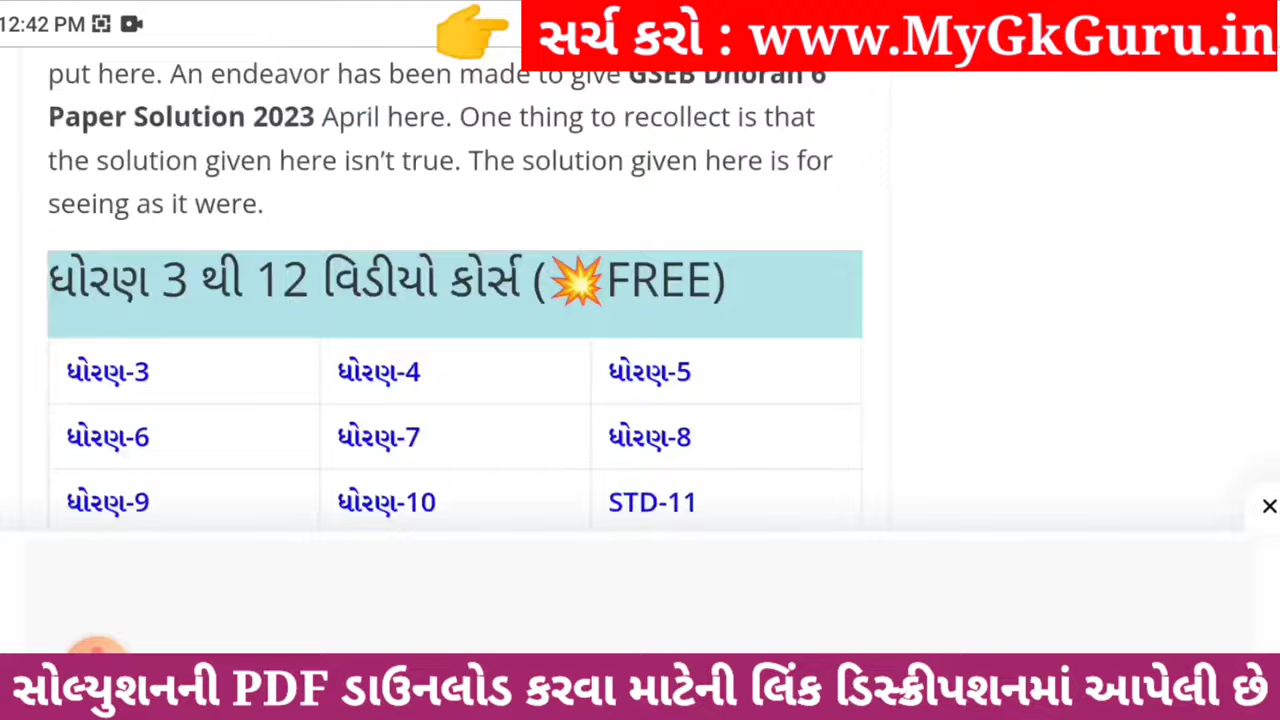 12:42 PM
સર્ચ કરો : www.MyGkGuru.in
put here. An endeavor has been made to give GSEB Dhoran 6
Paper Solution 2023 April here. One thing to recollect is that
the solution given here isn’t true. The solution given here is for
seeing as it were.
ધોરણ 3 થી 12 વિડીયો કોર્સ (💥FREE)
ધોરણ-3 ધોરણ-4 ધોરણ-5
ધોરણ-6 ધોરણ-7 ધોરણ-8
ધોરણ-9 ધોરણ-10 STD-11
સોલ્યુશનની PDF ડાઉનલોડ કરવા માટેની લિંક ડિસ્ક્રીપશનમાં આપેલી છે